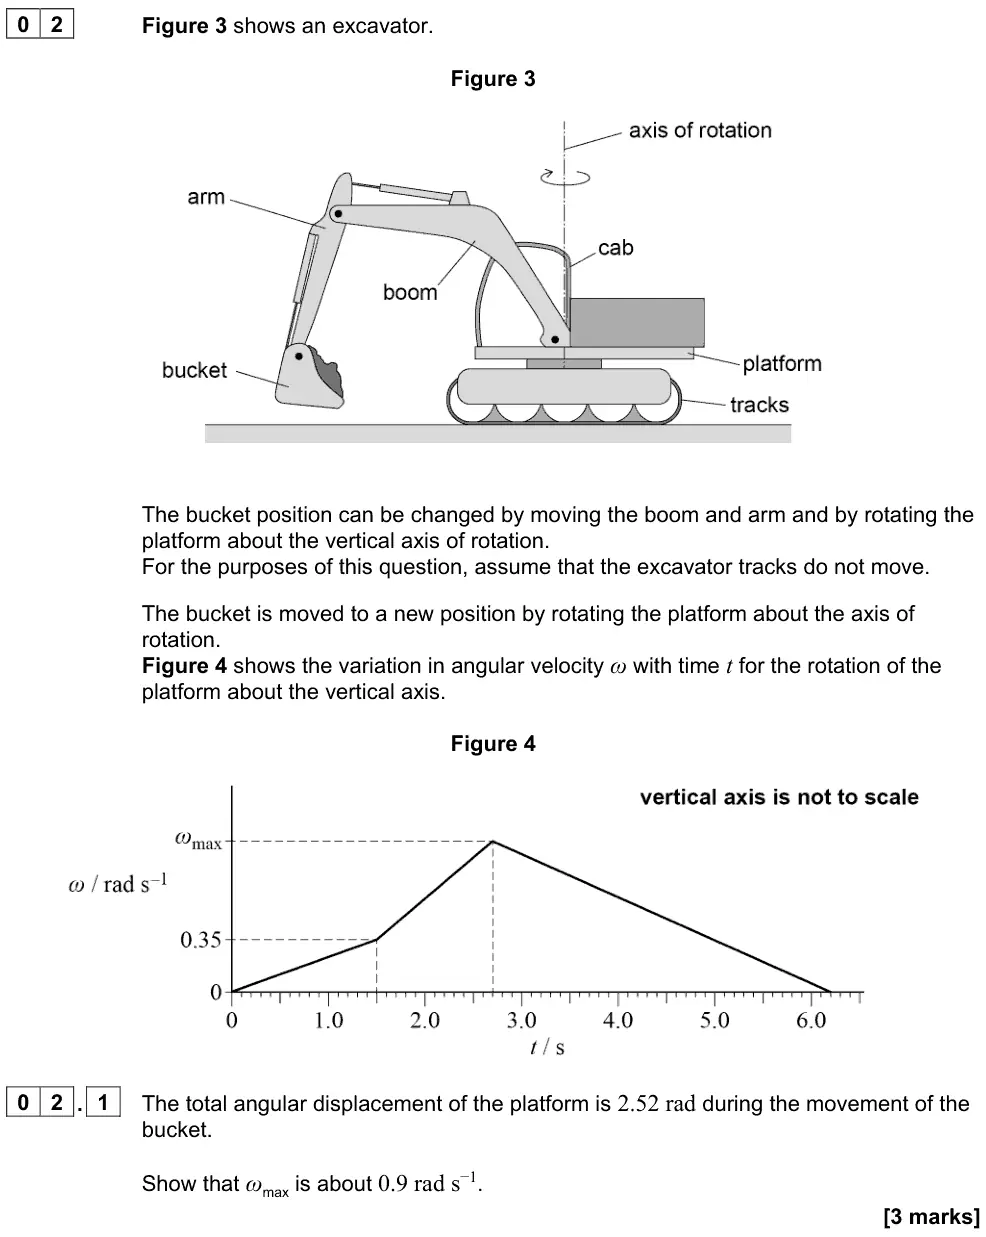 0 2 Figure 3 shows an excavator.
Figure 3
axis of rotation
arm
cab
boom
bucket
platform
tracks
The bucket position can be changed by moving the boom and arm and by rotating the
platform about the vertical axis of rotation.
For the purposes of this question, assume that the excavator tracks do not move.
The bucket is moved to a new position by rotating the platform about the axis of
rotation.
Figure 4 shows the variation in angular velocity ω with time t for the rotation of the
platform about the vertical axis.
Figure 4
vertical axis is not to scale
ωmax
ω / rad s⁻¹
0.35
0
0 1.0 2.0 3.0 4.0 5.0 6.0
t / s
0 2 . 1 The total angular displacement of the platform is 2.52 rad during the movement of the
bucket.
Show that ωmax is about 0.9 rad s⁻¹.
[3 marks]